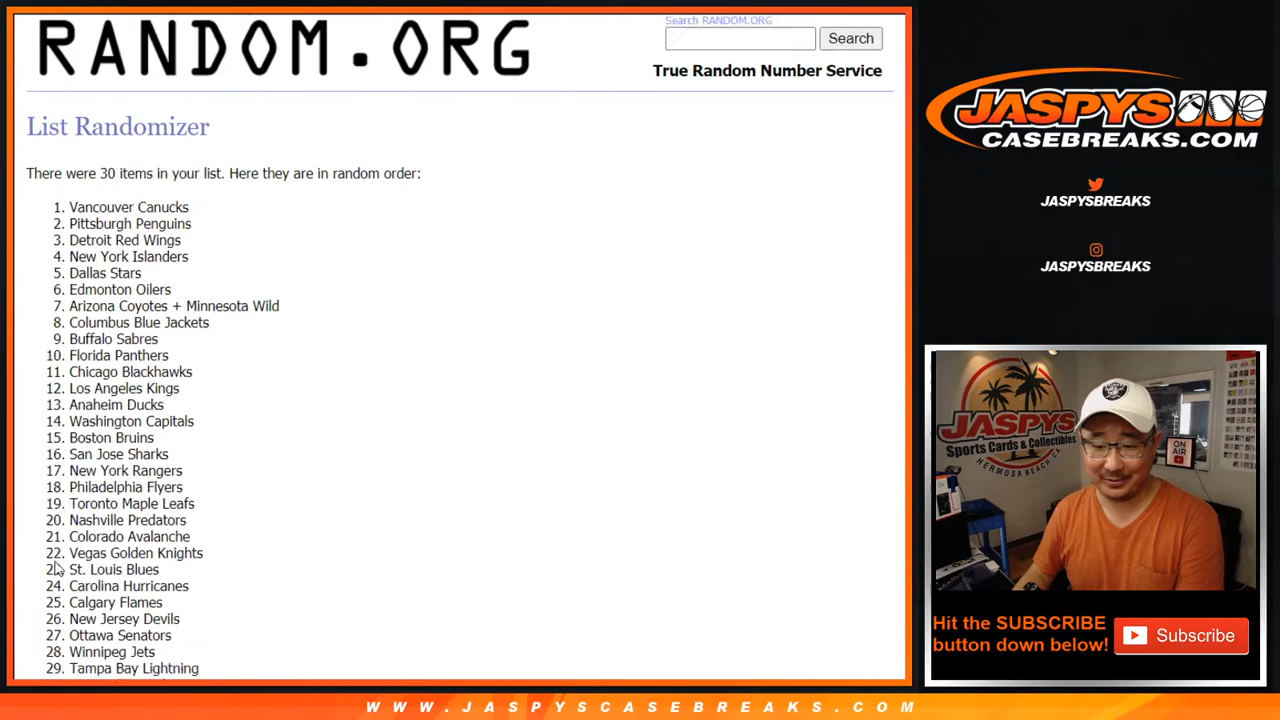 RANDOM.ORG
Search RANDOM.ORG
Search
True Random Number Service
List Randomizer
There were 30 items in your list. Here they are in random order:
1. Vancouver Canucks
2. Pittsburgh Penguins
3. Detroit Red Wings
4. New York Islanders
5. Dallas Stars
6. Edmonton Oilers
7. Arizona Coyotes + Minnesota Wild
8. Columbus Blue Jackets
9. Buffalo Sabres
10. Florida Panthers
11. Chicago Blackhawks
12. Los Angeles Kings
13. Anaheim Ducks
14. Washington Capitals
15. Boston Bruins
16. San Jose Sharks
17. New York Rangers
18. Philadelphia Flyers
19. Toronto Maple Leafs
20. Nashville Predators
21. Colorado Avalanche
22. Vegas Golden Knights
23. St. Louis Blues
24. Carolina Hurricanes
25. Calgary Flames
26. New Jersey Devils
27. Ottawa Senators
28. Winnipeg Jets
29. Tampa Bay Lightning
JASPYS
CASEBREAKS.COM
JASPYSBREAKS
JASPYSBREAKS
JASPYS
Sports Cards & Collectibles
HERMOSA BEACH, CA
ON
AIR
Hit the SUBSCRIBE
button down below!
Subscribe
WWW.JASPYSCASEBREAKS.COM